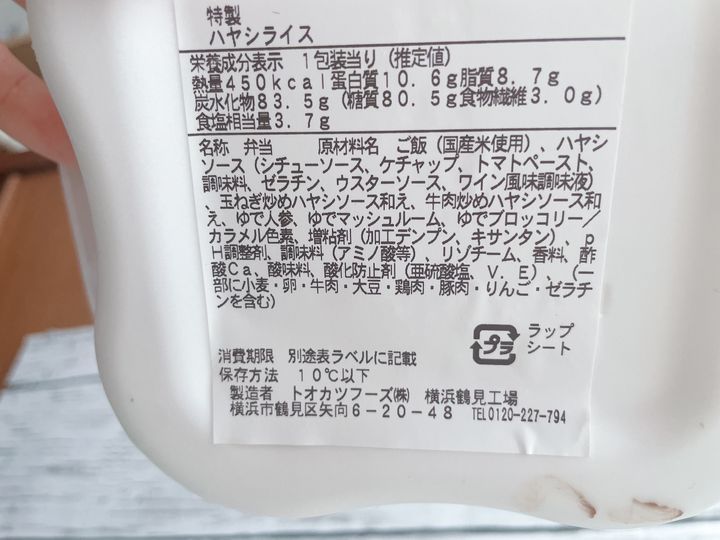 特製
ハヤシライス
栄養成分表示 1包装当り (推定値)
熱量450kcal蛋白質10.6g脂質8.7g
炭水化物83.5g (糖質80.5g食物繊維3.0g)
食塩相当量3.7g
名称 弁当 原材料名 ご飯(国産米使用)、ハヤシ
ソース(シチューソース、ケチャップ、トマトペースト、
調味料、ゼラチン、ウスターソース、ワイン風味調味液)
、玉ねぎ炒めハヤシソース和え、牛肉炒めハヤシソース和
え、ゆで人参、ゆでマッシュルーム、ゆでブロッコリー/
カラメル色素、増粘剤(加工デンプン、キサンタン)、p
H調整剤、調味料(アミノ酸等)、リゾチーム、香料、酢
酸Ca、酸味料、酸化防止剤(亜硫酸塩、V.E)、(一
部に小麦・卵・牛肉・大豆・鶏肉・豚肉・りんご・ゼラチ
ンを含む)
プラ ラップ
シート
消費期限 別途表ラベルに記載
保存方法 10℃以下
製造者 トオカツフーズ㈱ 横浜鶴見工場
横浜市鶴見区矢向6-20-48 TEL0120-227-794